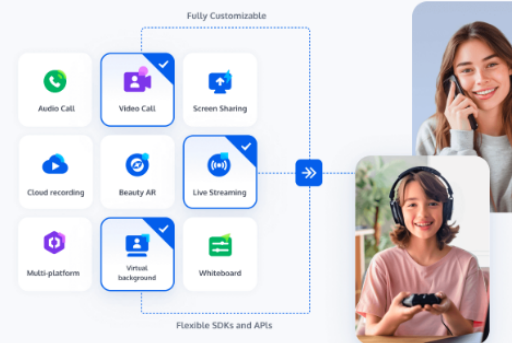 Fully Customizable
Audio Call
Video Call
Screen Sharing
Cloud recording
Beauty AR
Live Streaming
Multi-platform
Virtual
background
Whiteboard
Flexible SDKs and APIs